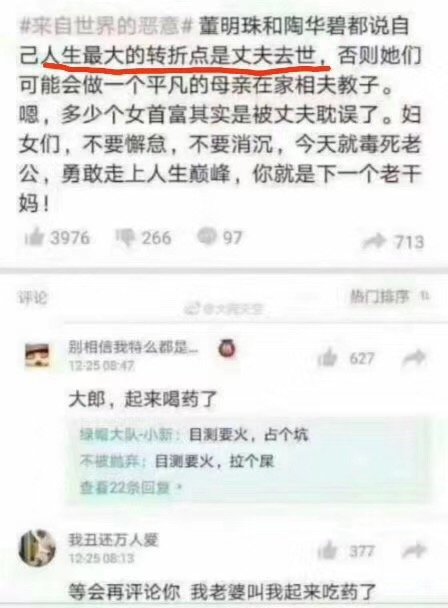 #来自世界的恶意# 董明珠和陶华碧都说自
己人生最大的转折点是丈夫去世，否则她们
可能会做一个平凡的母亲在家相夫教子。
嗯，多少个女首富其实是被丈夫耽误了。妇
女们，不要懈怠，不要消沉，今天就毒死老
公，勇敢走上人生巅峰，你就是下一个老干
妈！
3976 266 97 713
评论 热门排序
别相信我特么都是... 627
12-25 08:47
大郎，起来喝药了
绿帽大队-小新：目测要火，占个坑
不被抛弃：目测要火，拉个屎
查看22条回复
我丑还万人爱 377
12-25 08:13
等会再评论你 我老婆叫我起来吃药了